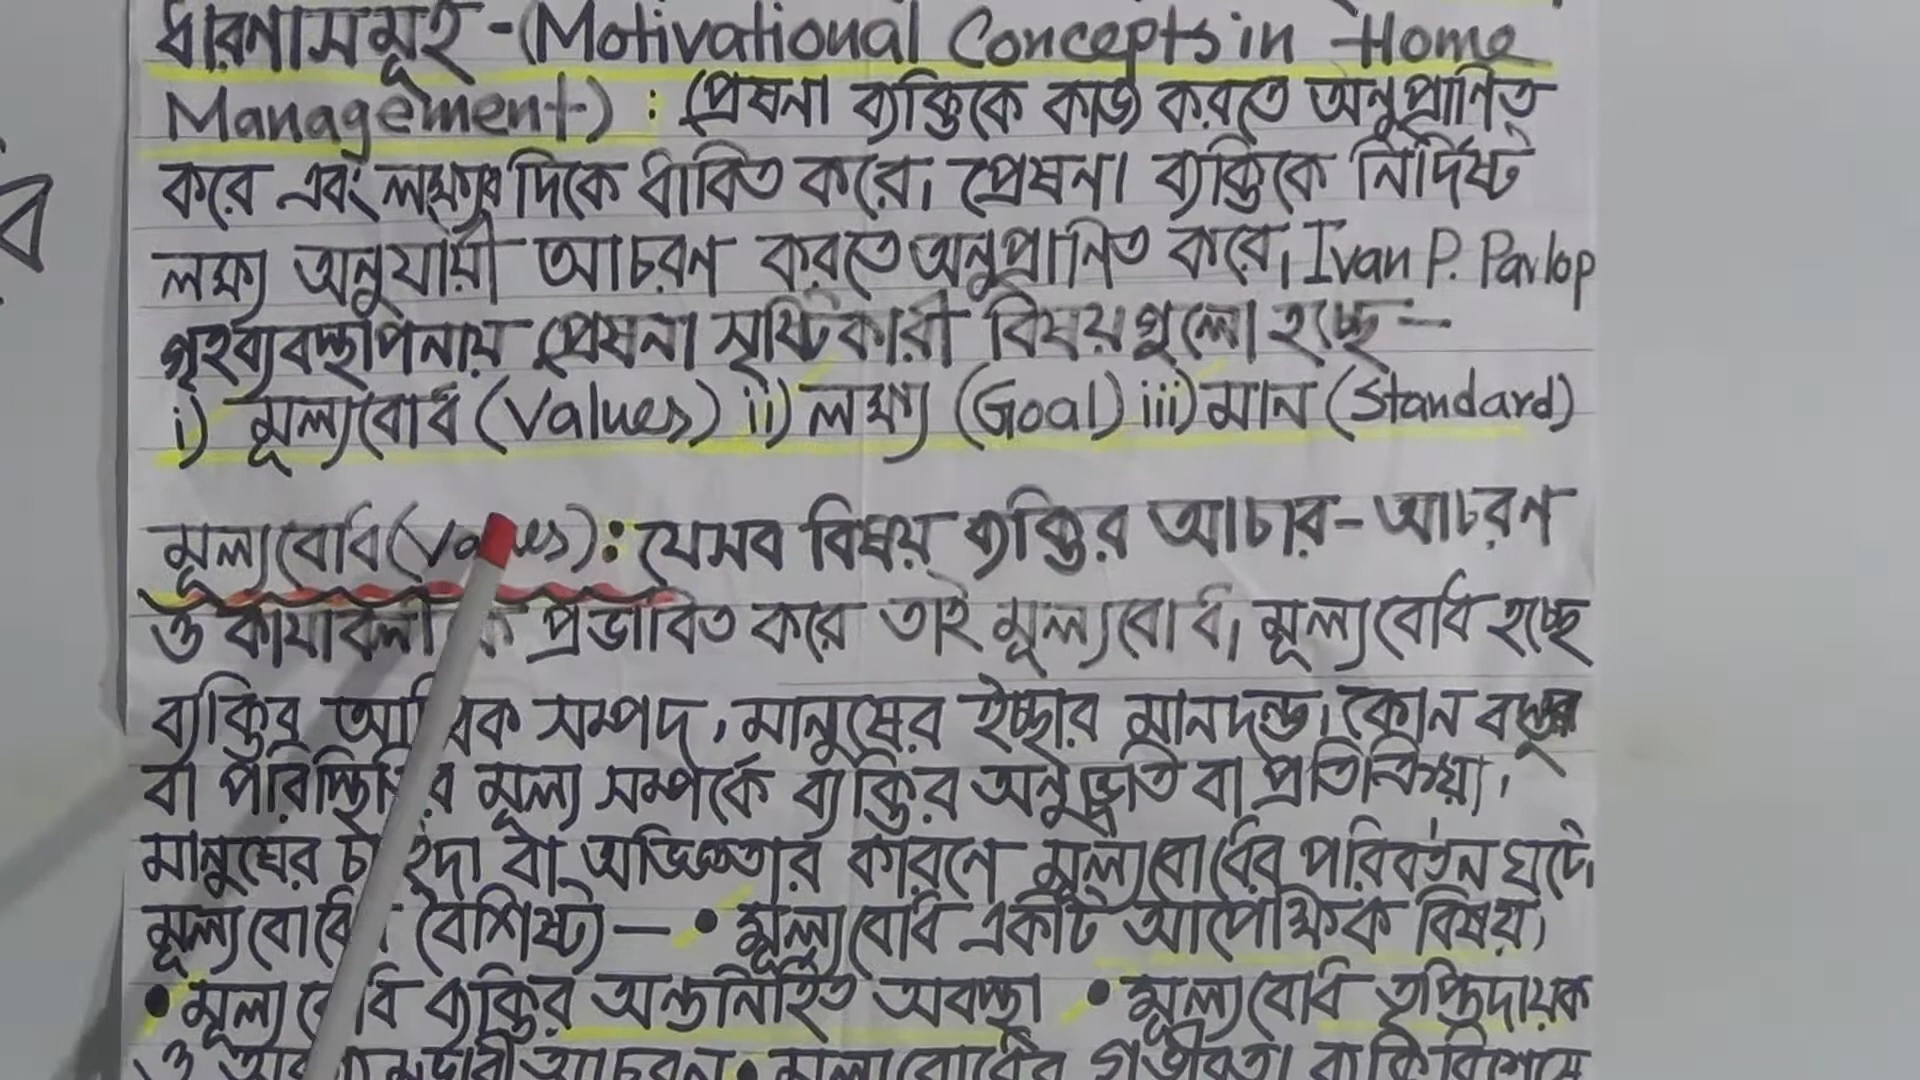 ধারনাসমূহ -(Motivational Concepts in Home
Management) : প্রেষনা ব্যক্তিকে কাজ করতে অনুপ্রাণিত
করে এবং লক্ষ্যের দিকে ধাবিত করে। প্রেষনা ব্যক্তিকে নির্দিষ্ট
লক্ষ্য অনুযায়ী আচরণ করতে অনুপ্রানিত করে। Ivan P. Pavlop
গৃহব্যবস্থাপনায় প্রেষনা সৃষ্টিকারী বিষয়গুলো হচ্ছে—
i) মূল্যবোধ (Values) ii) লক্ষ্য (Goal) iii) মান (Standard)
মূল্যবোধ (Values): যেসব বিষয় ব্যক্তির আচার-আচরণ
ও প্রভাবিত করে তাই মূল্যবোধ। মূল্যবোধ হচ্ছে
ব্যক্তির সম্পদ, মানুষের ইচ্ছার মানদন্ড। কোন বস্তুর
বা মূল্য সম্পর্কে ব্যক্তির অনুভূতি বা প্রতিক্রিয়া।
মানুষের বা অভিজ্ঞতার কারণে মূল্যবোধের পরিবর্তন ঘটে।
বৈশিষ্ট্য— • মূল্যবোধ একটি আপেক্ষিক বিষয়।
• মূল্যবোধ ব্যক্তির অন্তর্নিহিত অবস্থা • মূল্যবোধ তৃপ্তিদায়ক
ও আচরন • মূল্যবোধের গভীরতা